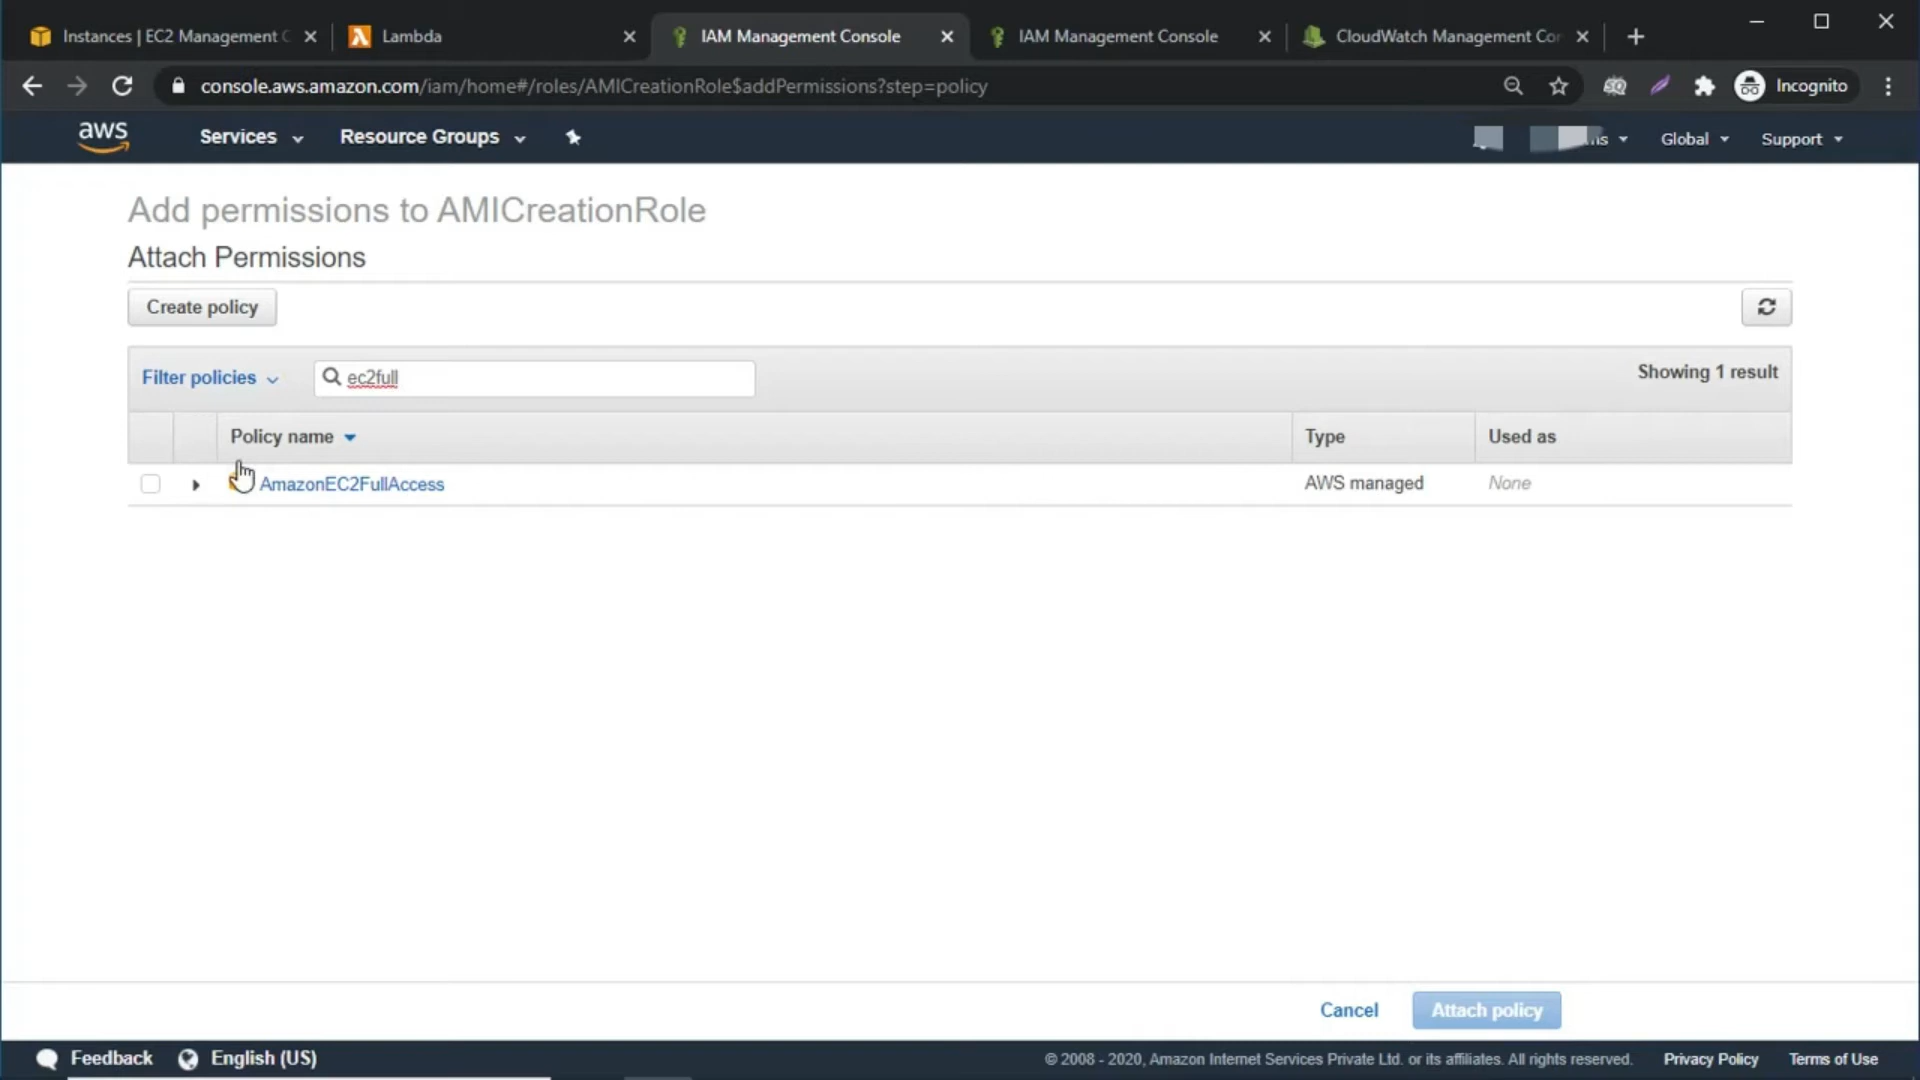 Instances | EC2 Management C
Lambda
IAM Management Console
IAM Management Console
CloudWatch Management Con
console.aws.amazon.com/iam/home#/roles/AMICreationRole$addPermissions?step=policy
Incognito
aws
Services
Resource Groups
ns
Global
Support
Add permissions to AMICreationRole
Attach Permissions
Create policy
Filter policies
ec2full
Showing 1 result
Policy name
Type
Used as
AmazonEC2FullAccess
AWS managed
None
Cancel
Attach policy
Feedback
English (US)
© 2008 - 2020, Amazon Internet Services Private Ltd. or its affiliates. All rights reserved.
Privacy Policy
Terms of Use